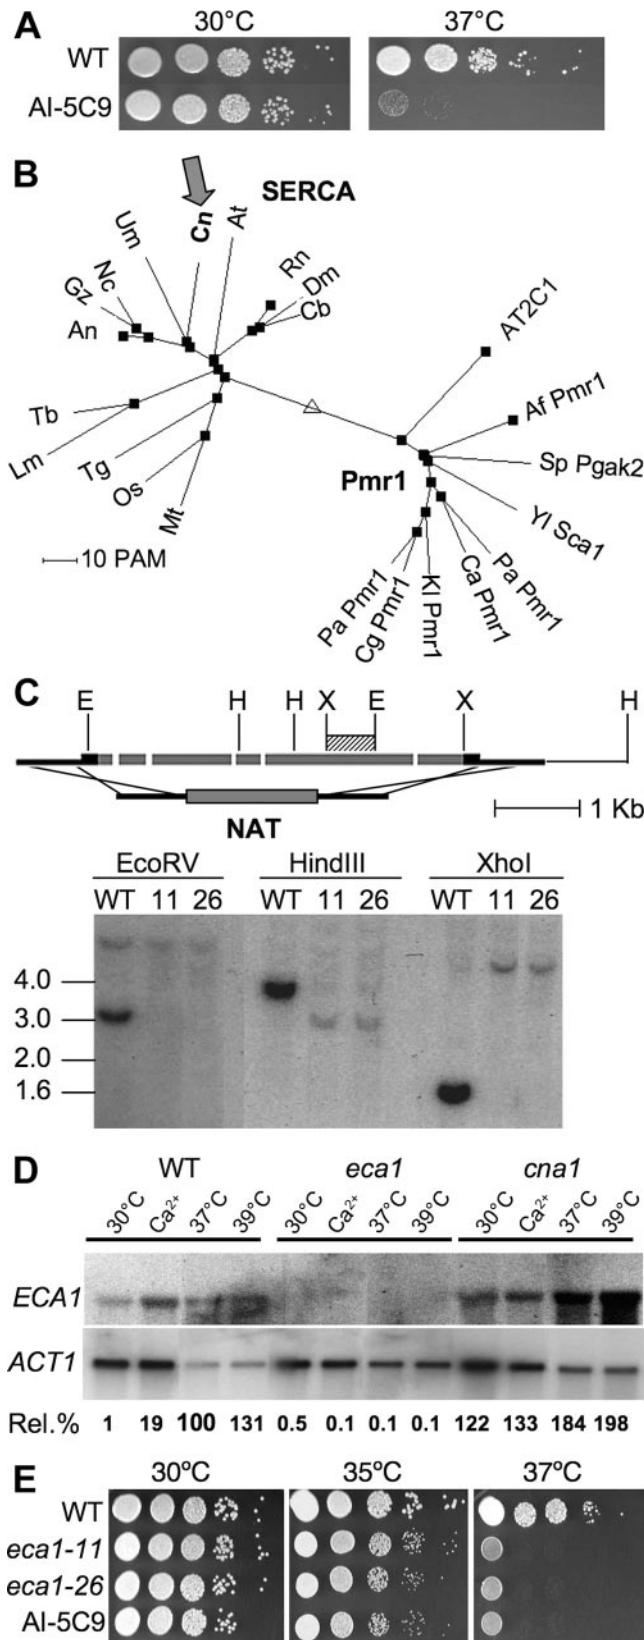 A
30°C 37°C
WT
AI-5C9
B
SERCA
Um Cn At
Nc Rn
Gz Dm
An Cb
AT2C1
Tb Af Pmr1
Lm Sp Pgak2
Tg Pmr1
Os Yl Sca1
Mt
10 PAM
Pa Pmr1 Cg Pmr1 Kl Pmr1 Ca Pmr1 Pa Pmr1
C
E H H X E X H
NAT
1 Kb
EcoRV HindIII XhoI
WT 11 26 WT 11 26 WT 11 26
4.0
3.0
2.0
1.6
D
WT eca1 cna1
30°C Ca²⁺ 37°C 39°C 30°C Ca²⁺ 37°C 39°C 30°C Ca²⁺ 37°C 39°C
ECA1
ACT1
Rel.% 1 19 100 131 0.5 0.1 0.1 0.1 122 133 184 198
E
30ºC 35ºC 37ºC
WT
eca1-11
eca1-26
AI-5C9